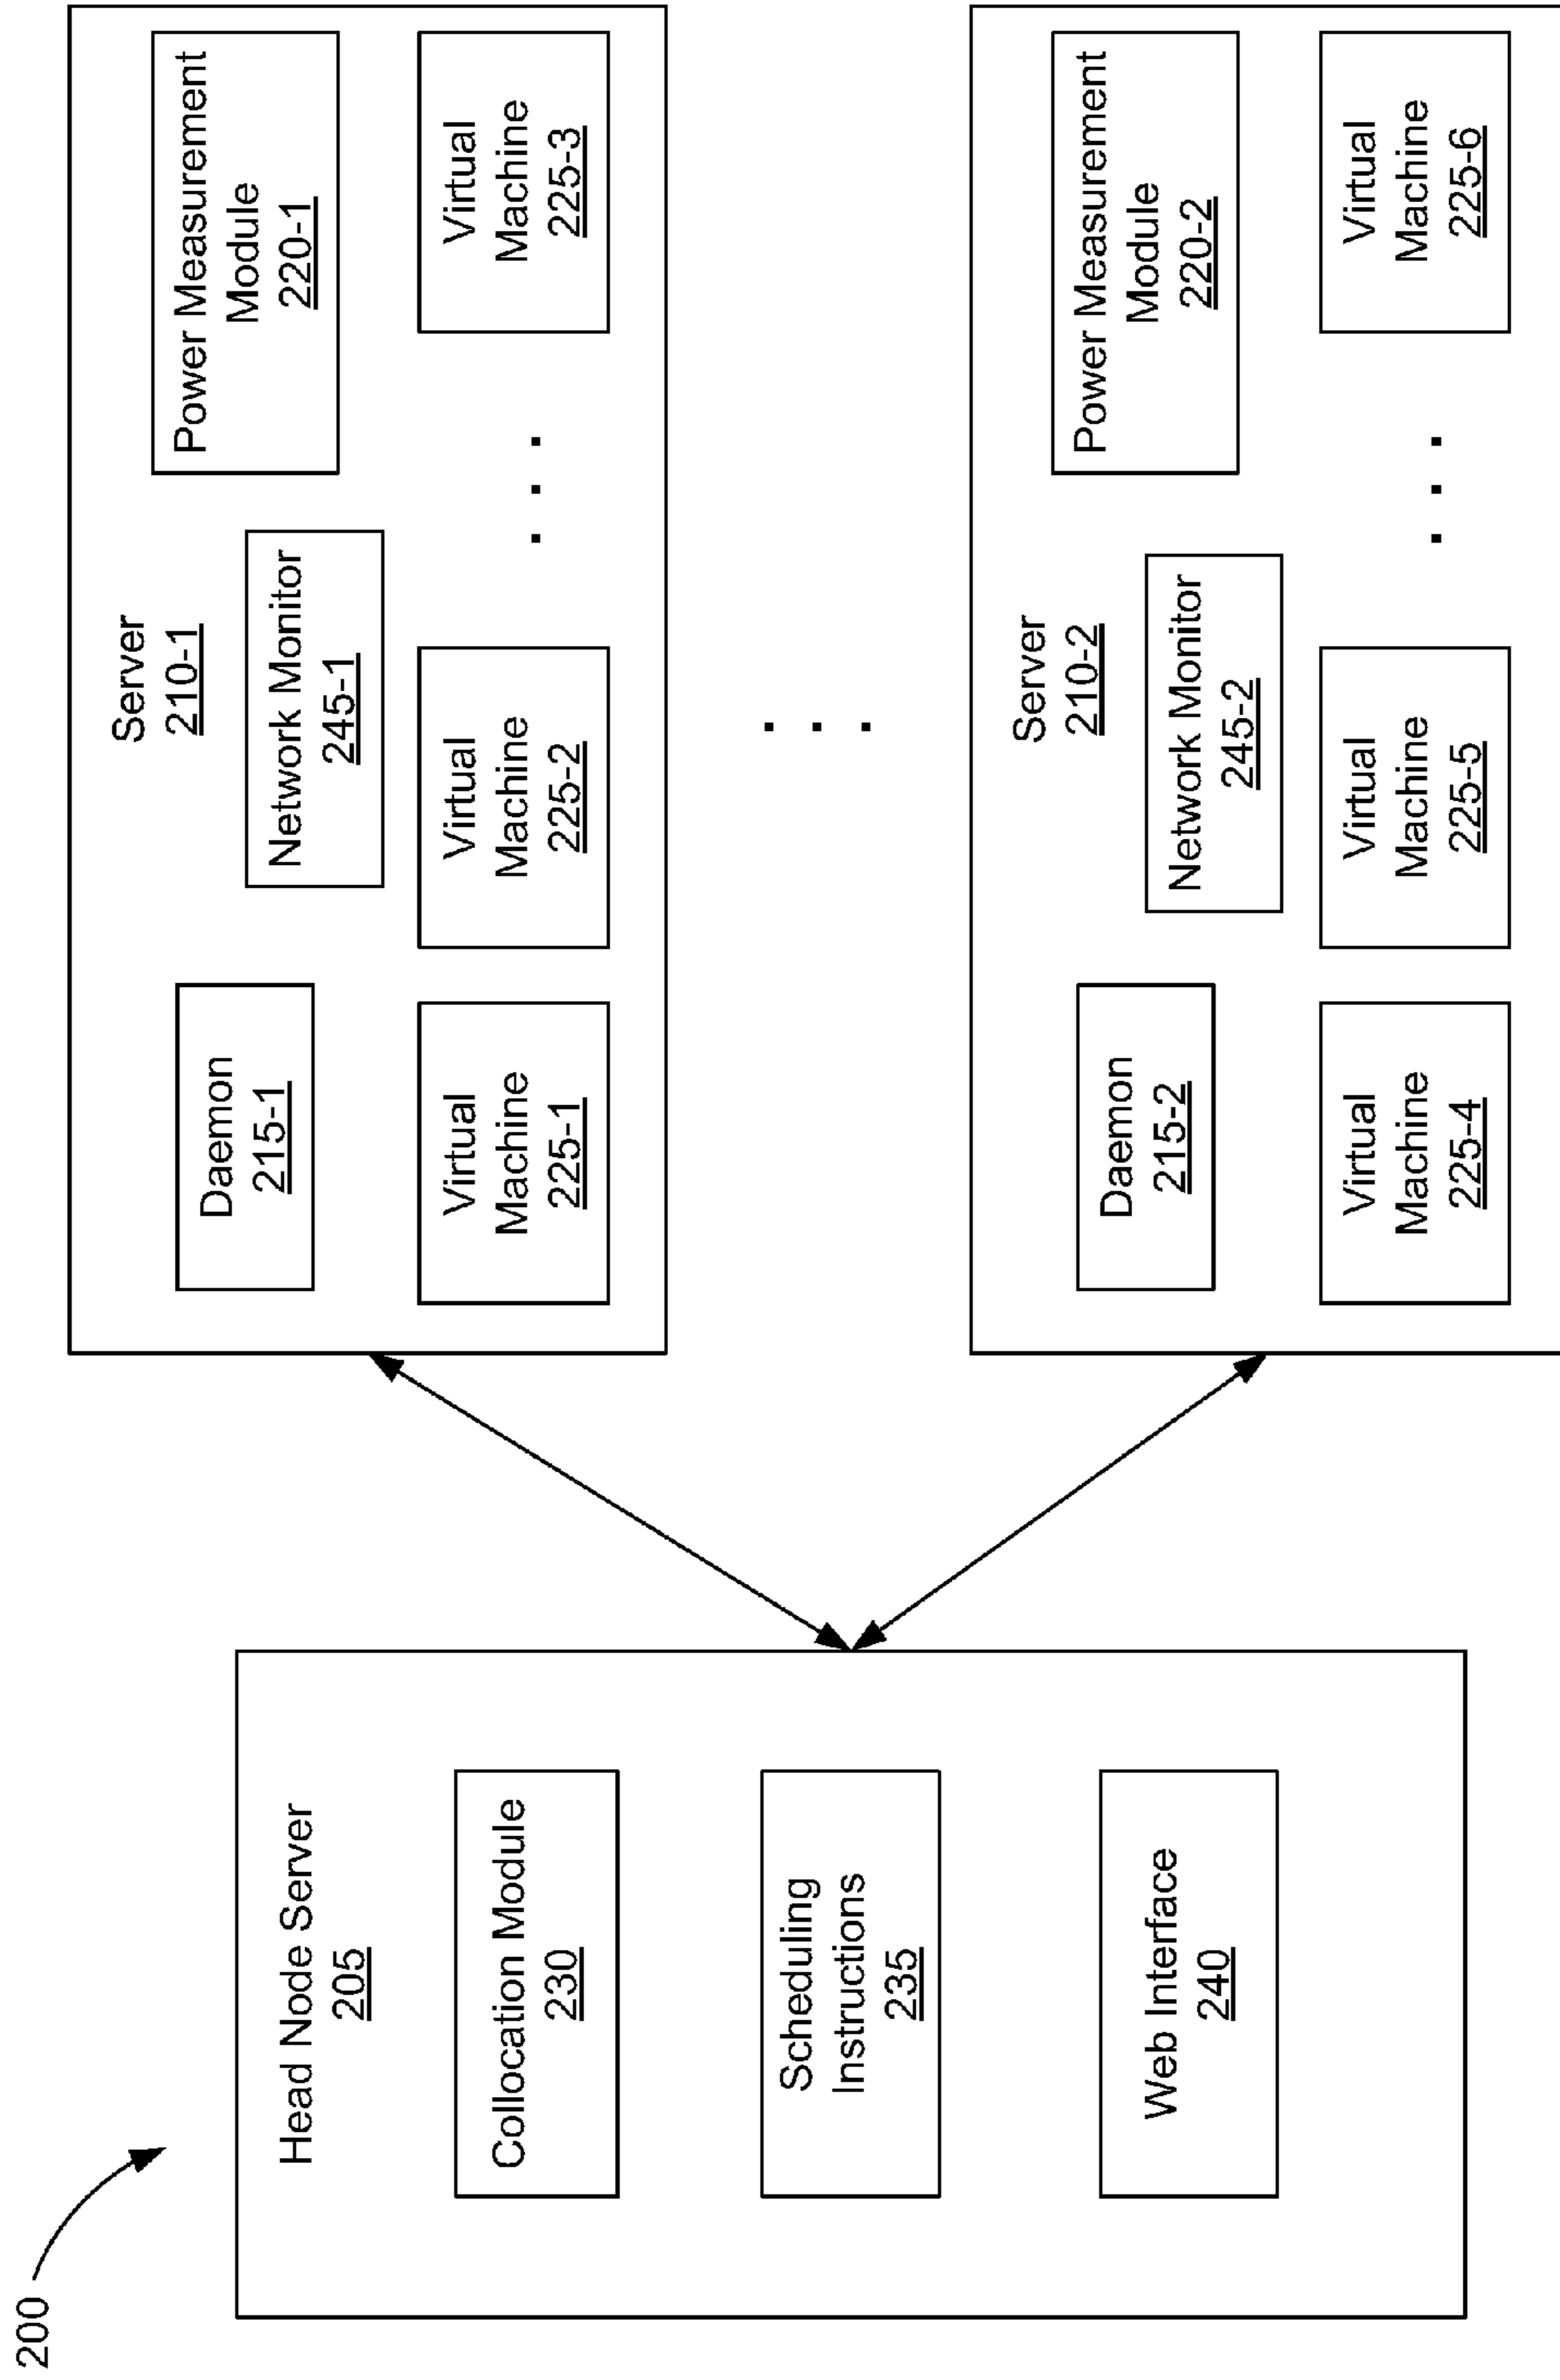 200
Head Node Server
205
Collocation Module
230
Scheduling
Instructions
235
Web Interface
240
Server
210-1
Daemon
215-1
Network Monitor
245-1
Power Measurement
Module
220-1
Virtual
Machine
225-1
Virtual
Machine
225-2
. . .
Virtual
Machine
225-3
. . .
Server
210-2
Daemon
215-2
Network Monitor
245-2
Power Measurement
Module
220-2
Virtual
Machine
225-4
Virtual
Machine
225-5
. . .
Virtual
Machine
225-6